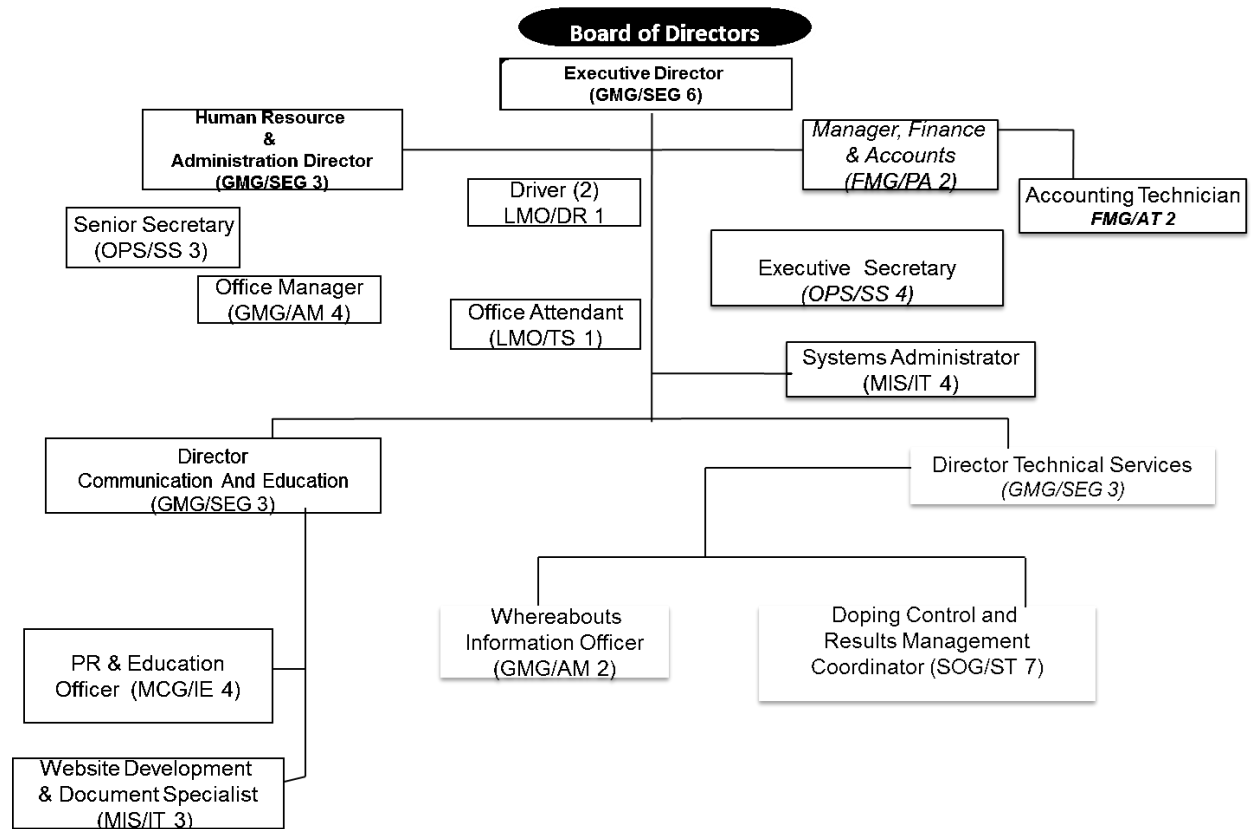 Board of Directors
Executive Director
(GMG/SEG 6)
Human Resource
&
Administration Director
(GMG/SEG 3)
Manager, Finance
& Accounts
(FMG/PA 2)
Accounting Technician
FMG/AT 2
Driver (2)
LMO/DR 1
Senior Secretary
(OPS/SS 3)
Executive Secretary
(OPS/SS 4)
Office Manager
(GMG/AM 4)
Office Attendant
(LMO/TS 1)
Systems Administrator
(MIS/IT 4)
Director
Communication And Education
(GMG/SEG 3)
Director Technical Services
(GMG/SEG 3)
Whereabouts
Information Officer
(GMG/AM 2)
Doping Control and
Results Management
Coordinator (SOG/ST 7)
PR & Education
Officer (MCG/IE 4)
Website Development
& Document Specialist
(MIS/IT 3)